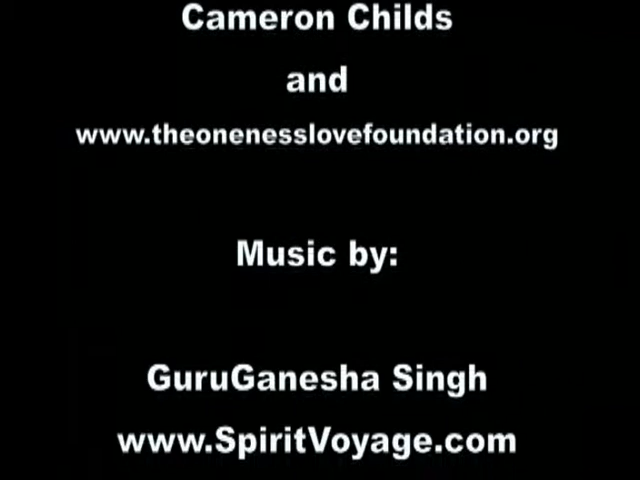 Cameron Childs
and
www.theonenesslovefoundation.org
Music by:
GuruGanesha Singh
www.SpiritVoyage.com